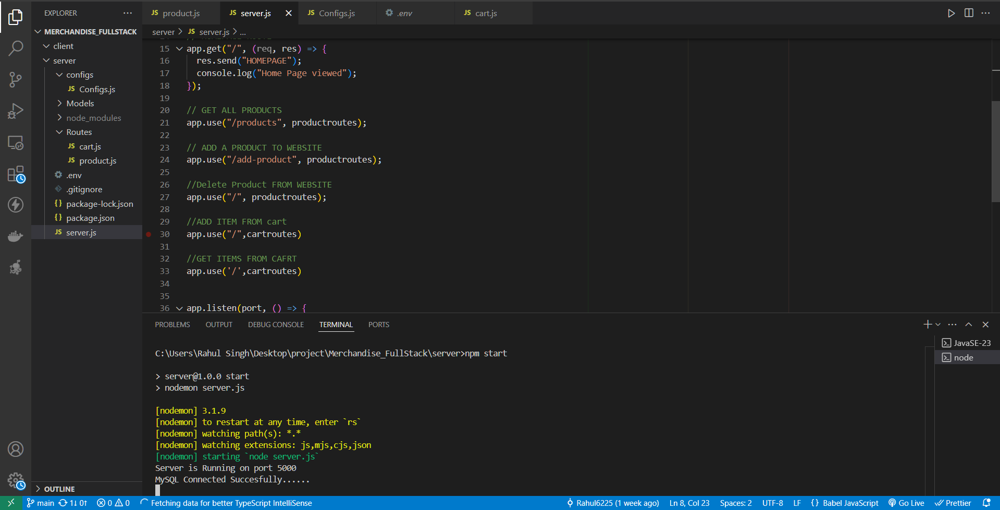 EXPLORER
MERCHANDISE_FULLSTACK
client
server
configs
JS Configs.js
Models
node_modules
Routes
JS cart.js
JS product.js
.env
.gitignore
{} package-lock.json
{} package.json
JS server.js
OUTLINE
JS product.js
JS server.js
JS Configs.js
.env
JS cart.js
server > JS server.js > ...
15 app.get("/", (req, res) => {
16 res.send("HOMEPAGE");
17 console.log("Home Page viewed");
18 });
19
20 // GET ALL PRODUCTS
21 app.use("/products", productroutes);
22
23 // ADD A PRODUCT TO WEBSITE
24 app.use("/add-product", productroutes);
25
26 //Delete Product FROM WEBSITE
27 app.use("/", productroutes);
28
29 //ADD ITEM FROM cart
30 app.use("/",cartroutes)
31
32 //GET ITEMS FROM CAFRT
33 app.use('/',cartroutes)
34
35
36 app.listen(port, () => {
PROBLEMS OUTPUT DEBUG CONSOLE TERMINAL PORTS
C:\Users\Rahul Singh\Desktop\project\Merchandise_FullStack\server>npm start
> server@1.0.0 start
> nodemon server.js
[nodemon] 3.1.9
[nodemon] to restart at any time, enter `rs`
[nodemon] watching path(s): *.*
[nodemon] watching extensions: js,mjs,cjs,json
[nodemon] starting `node server.js`
Server is Running on port 5000
MySQL Connected Succesfully......
JavaSE-23
node
main 1↓ 0↑ 0 0 Fetching data for better TypeScript IntelliSense Rahul6225 (1 week ago) Ln 8, Col 23 Spaces: 2 UTF-8 LF {} Babel JavaScript Go Live Prettier